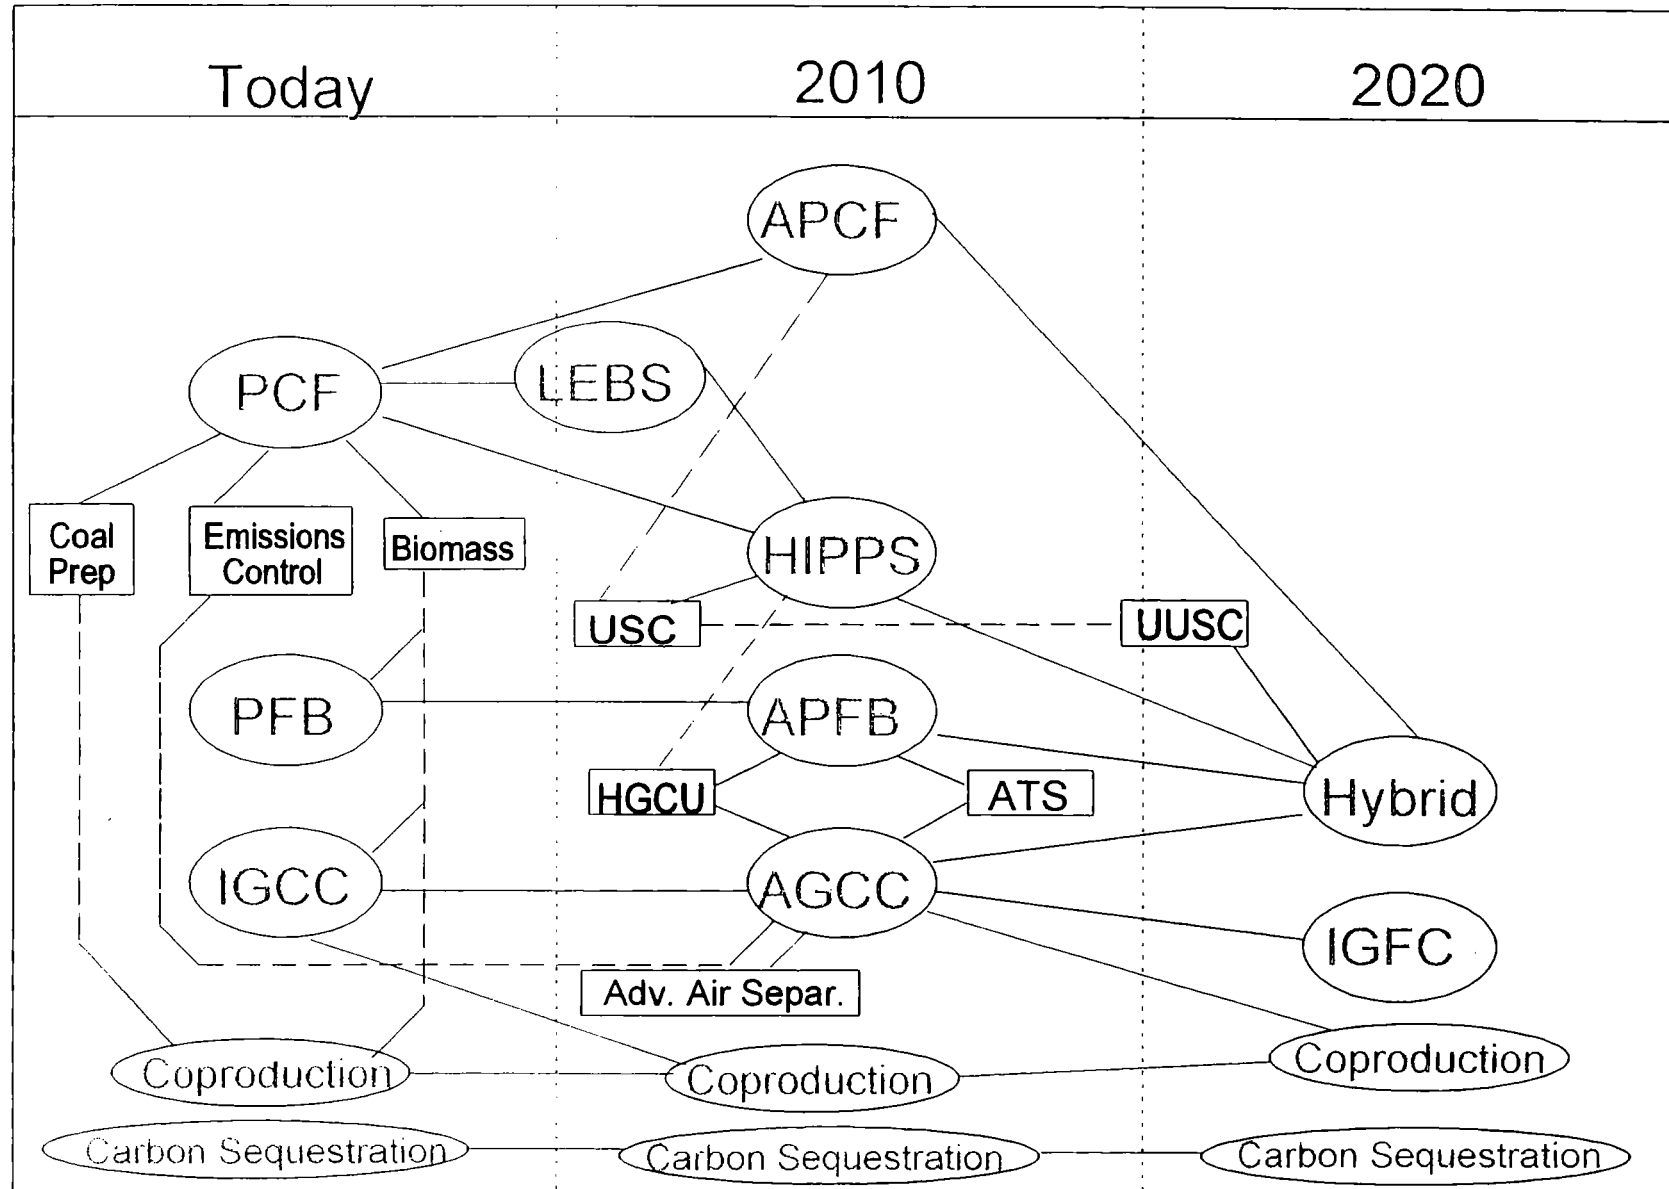 Today
2010
2020
APCF
PCF
LEBS
Coal
Prep
Emissions
Control
Biomass
HIPPS
USC
UUSC
PFB
APFB
HGCU
ATS
Hybrid
IGCC
AGCC
IGFC
Adv. Air Separ.
Coproduction
Coproduction
Coproduction
Carbon Sequestration
Carbon Sequestration
Carbon Sequestration